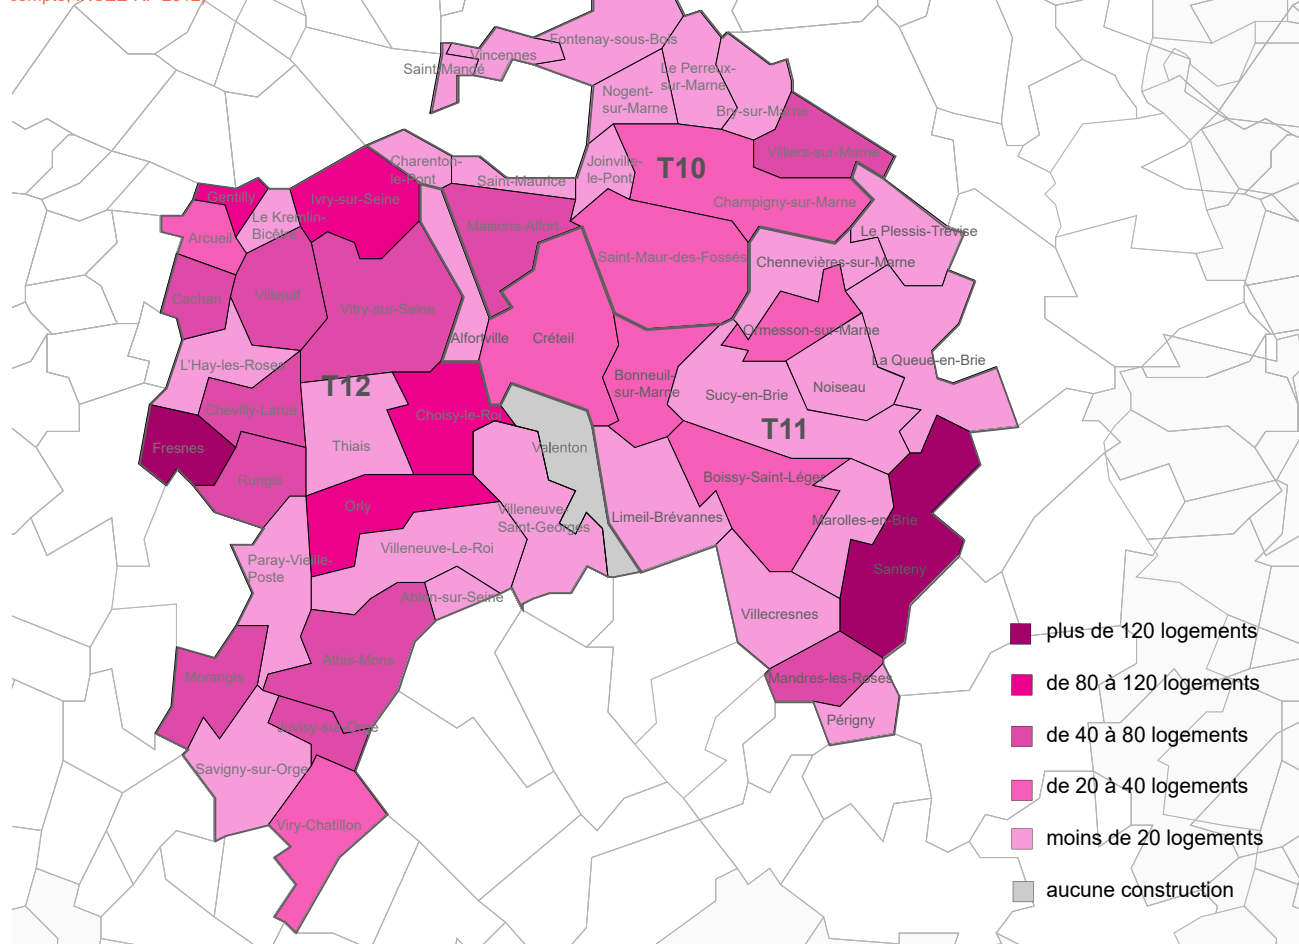 Fontenay-sous-Bois
Vincennes
Saint-Mandé
Le Perreux-
sur-Marne
Nogent-
sur-Marne
Bry-sur-Marne
Villiers-sur-Marne
Charenton-
le-Pont
Saint-Maurice
Joinville-
le-Pont
T10
Champigny-sur-Marne
Gentilly
Ivry-sur-Seine
Le Kremlin-
Bicêtre
Arcueil
Maisons-Alfort
Le Plessis-Trévise
Saint-Maur-des-Fossés
Chennevières-sur-Marne
Cachan
Villejuif
Vitry-sur-Seine
Alfortville
Créteil
Ormesson-sur-Marne
La Queue-en-Brie
L'Hay-les-Roses
T12
Bonneuil-
sur-Marne
Sucy-en-Brie
Noiseau
Chevilly-Larue
Choisy-le-Roi
T11
Fresnes
Thiais
Valenton
Rungis
Boissy-Saint-Léger
Orly
Villeneuve-
Saint-Georges
Limeil-Brévannes
Marolles-en-Brie
Villeneuve-Le-Roi
Paray-Vieille-
Poste
Santeny
Ablon-sur-Seine
Villecresnes
Athis-Mons
Morangis
Mandres-les-Roses
Périgny
Juvisy-sur-Orge
Savigny-sur-Orge
Viry-Chatillon
plus de 120 logements
de 80 à 120 logements
de 40 à 80 logements
de 20 à 40 logements
moins de 20 logements
aucune construction